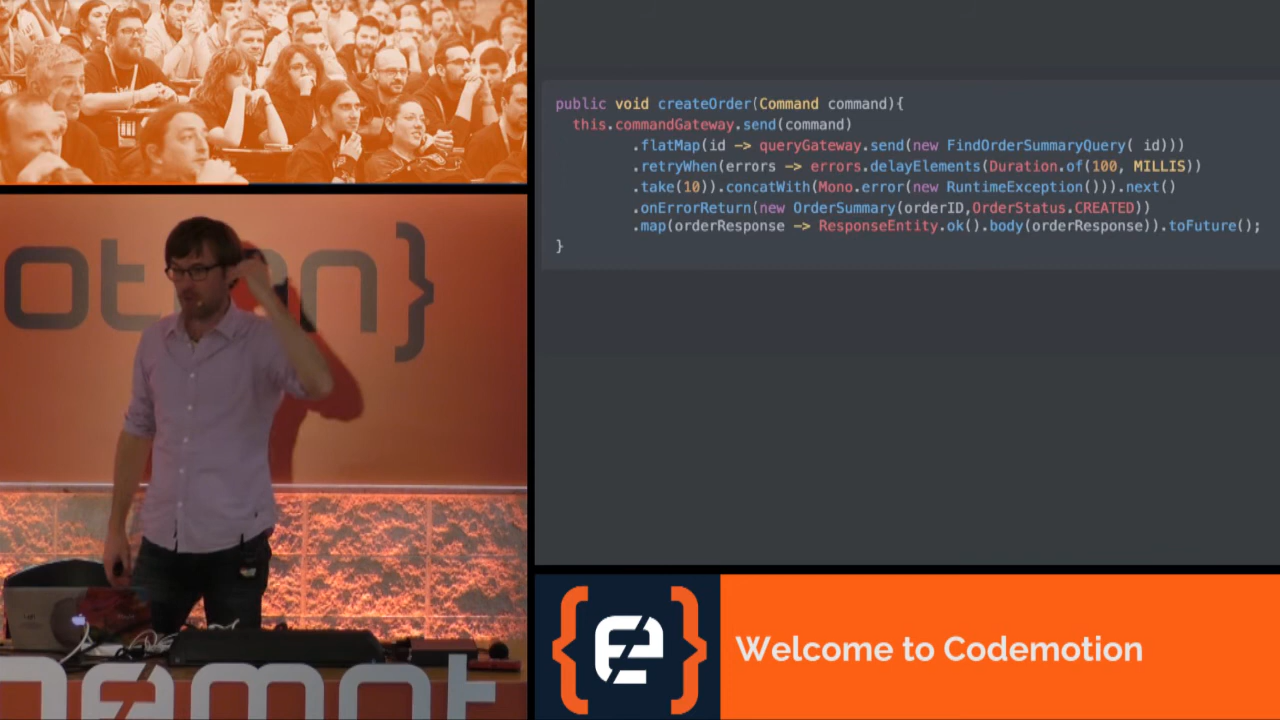 public void createOrder(Command command){
this.commandGateway.send(command)
.flatMap(id -> queryGateway.send(new FindOrderSummaryQuery( id)))
.retryWhen(errors -> errors.delayElements(Duration.of(100, MILLIS))
.take(10)).concatWith(Mono.error(new RuntimeException())).next()
.onErrorReturn(new OrderSummary(orderID,OrderStatus.CREATED))
.map(orderResponse -> ResponseEntity.ok().body(orderResponse)).toFuture();
}
Welcome to Codemotion